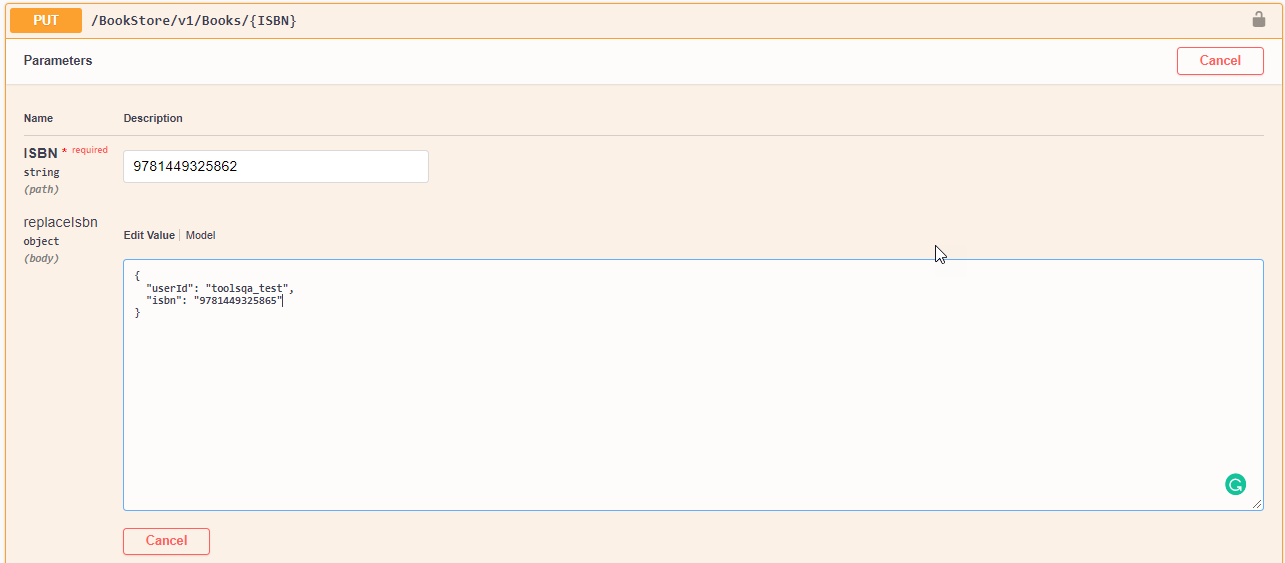 PUT /BookStore/v1/Books/{ISBN}
Parameters Cancel
Name Description
ISBN * required
string
(path)
9781449325862
replaceIsbn
object
(body)
Edit Value | Model
{
"userId": "toolsqa_test",
"isbn": "9781449325865"
}
Cancel